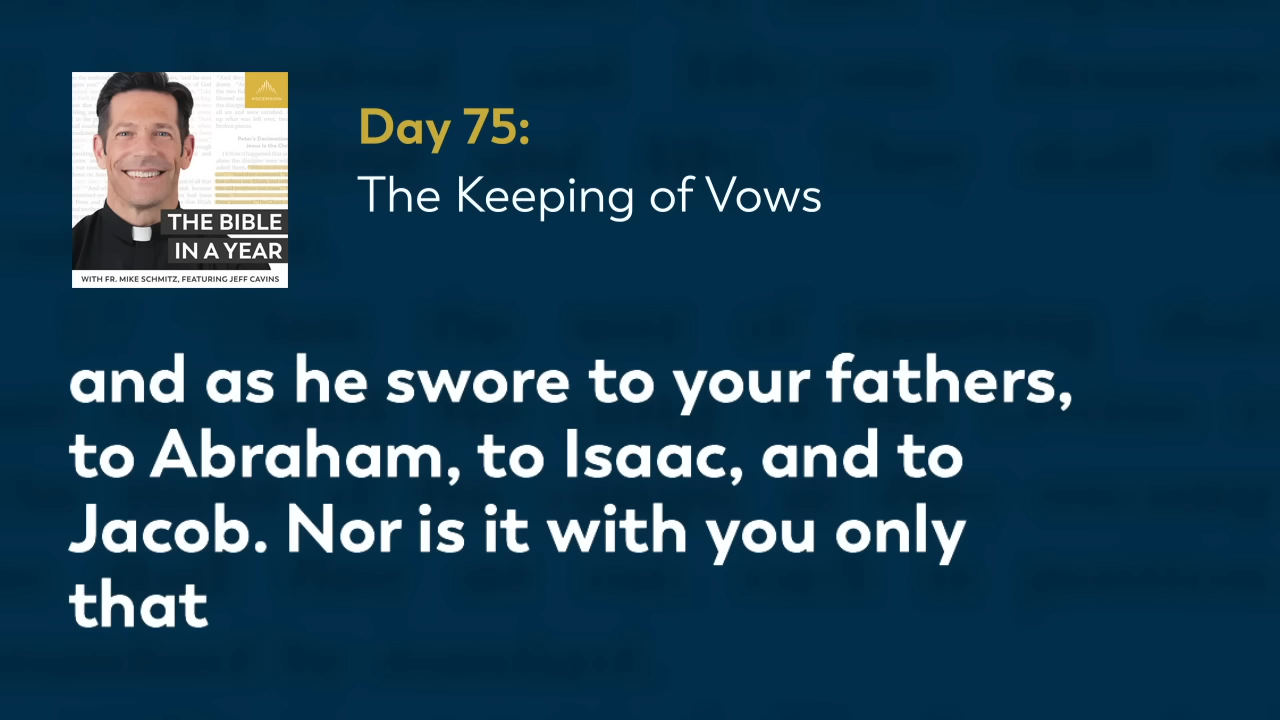 ASCENSION
THE BIBLE
IN A YEAR
WITH FR. MIKE SCHMITZ, FEATURING JEFF CAVINS
Day 75:
The Keeping of Vows
and as he swore to your fathers,
to Abraham, to Isaac, and to
Jacob. Nor is it with you only
that